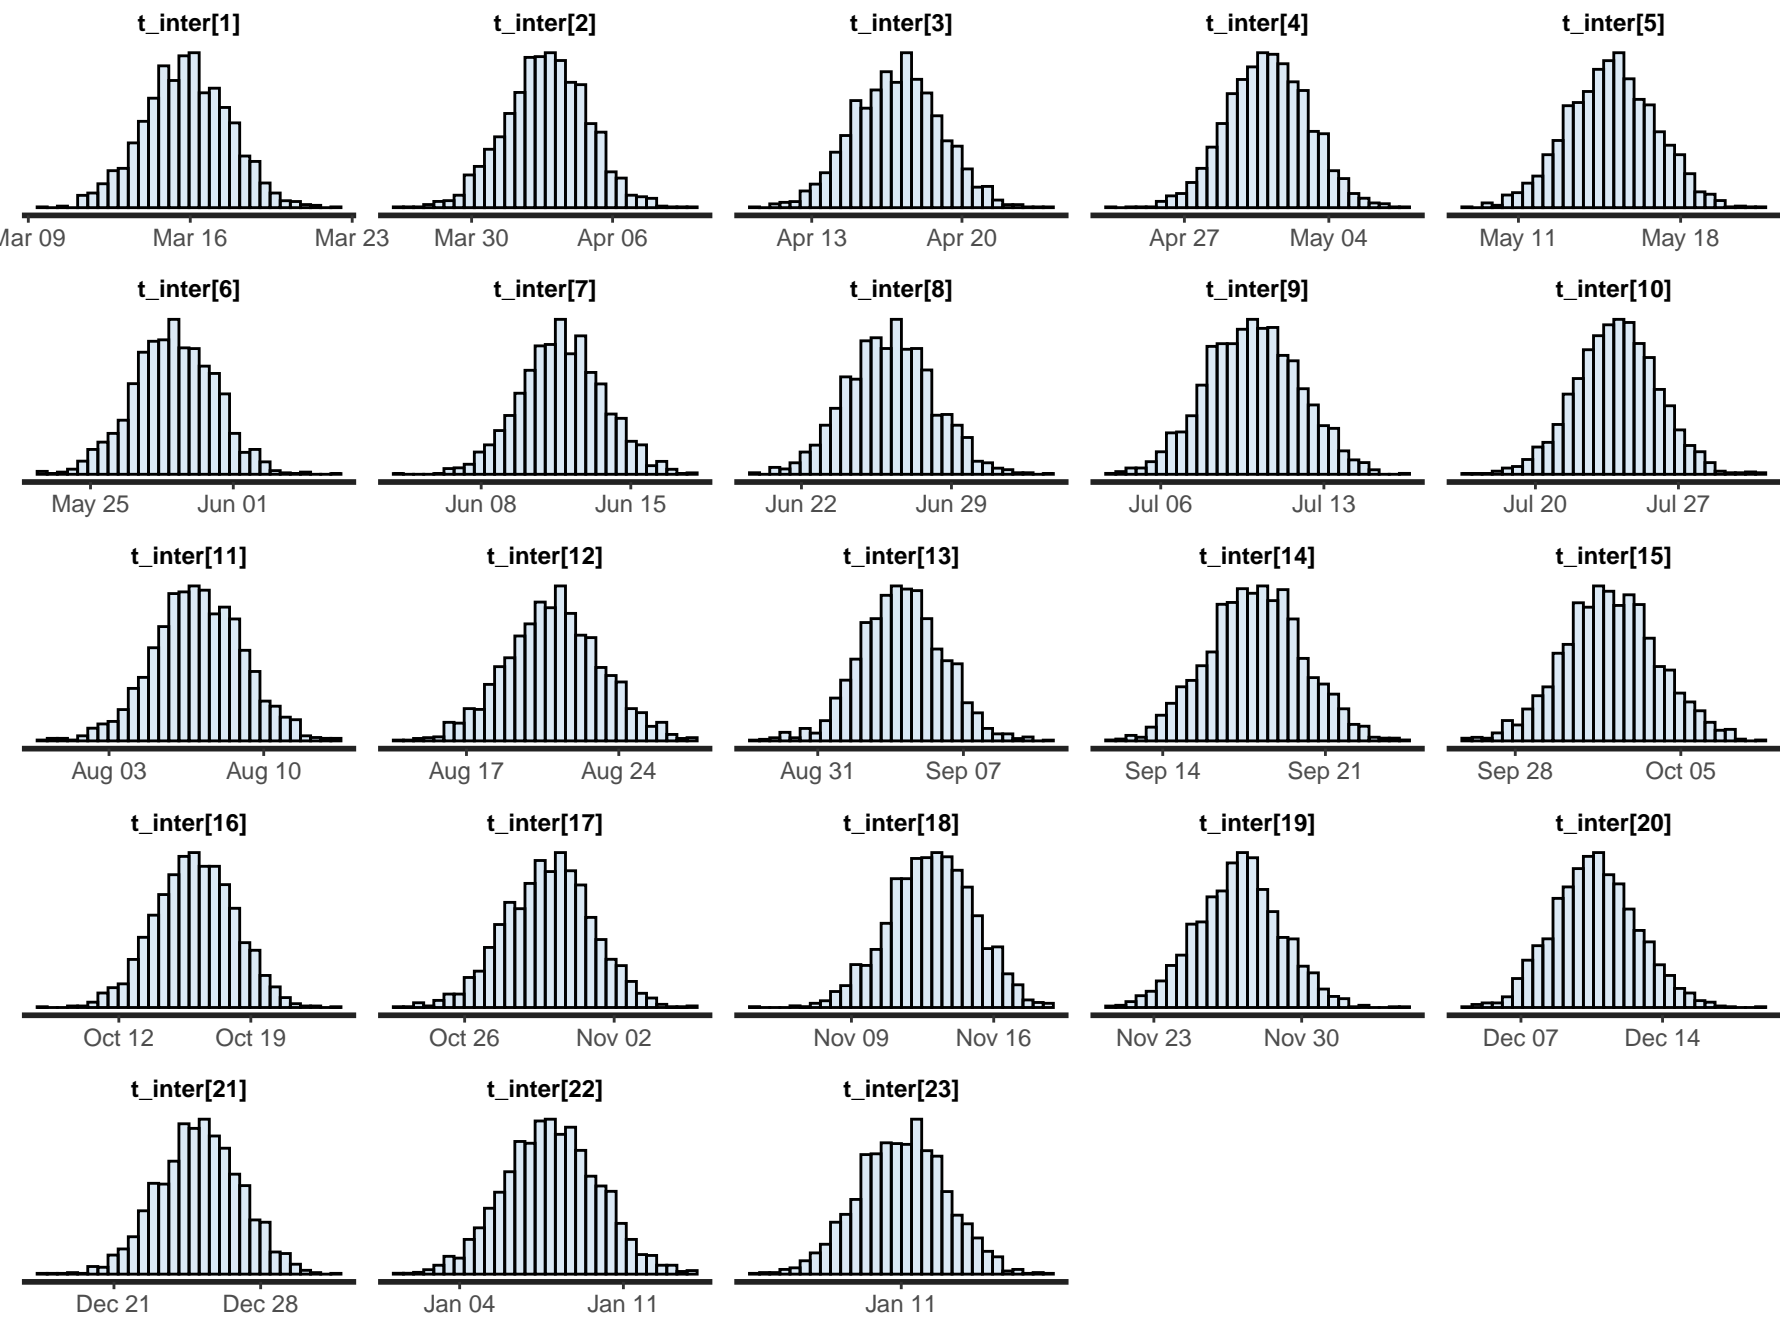 t_inter[1] t_inter[2] t_inter[3] t_inter[4] t_inter[5]
Mar 09 Mar 16 Mar 23 Mar 30 Apr 06 Apr 13 Apr 20 Apr 27 May 04 May 11 May 18
t_inter[6] t_inter[7] t_inter[8] t_inter[9] t_inter[10]
May 25 Jun 01 Jun 08 Jun 15 Jun 22 Jun 29 Jul 06 Jul 13 Jul 20 Jul 27
t_inter[11] t_inter[12] t_inter[13] t_inter[14] t_inter[15]
Aug 03 Aug 10 Aug 17 Aug 24 Aug 31 Sep 07 Sep 14 Sep 21 Sep 28 Oct 05
t_inter[16] t_inter[17] t_inter[18] t_inter[19] t_inter[20]
Oct 12 Oct 19 Oct 26 Nov 02 Nov 09 Nov 16 Nov 23 Nov 30 Dec 07 Dec 14
t_inter[21] t_inter[22] t_inter[23]
Dec 21 Dec 28 Jan 04 Jan 11 Jan 11